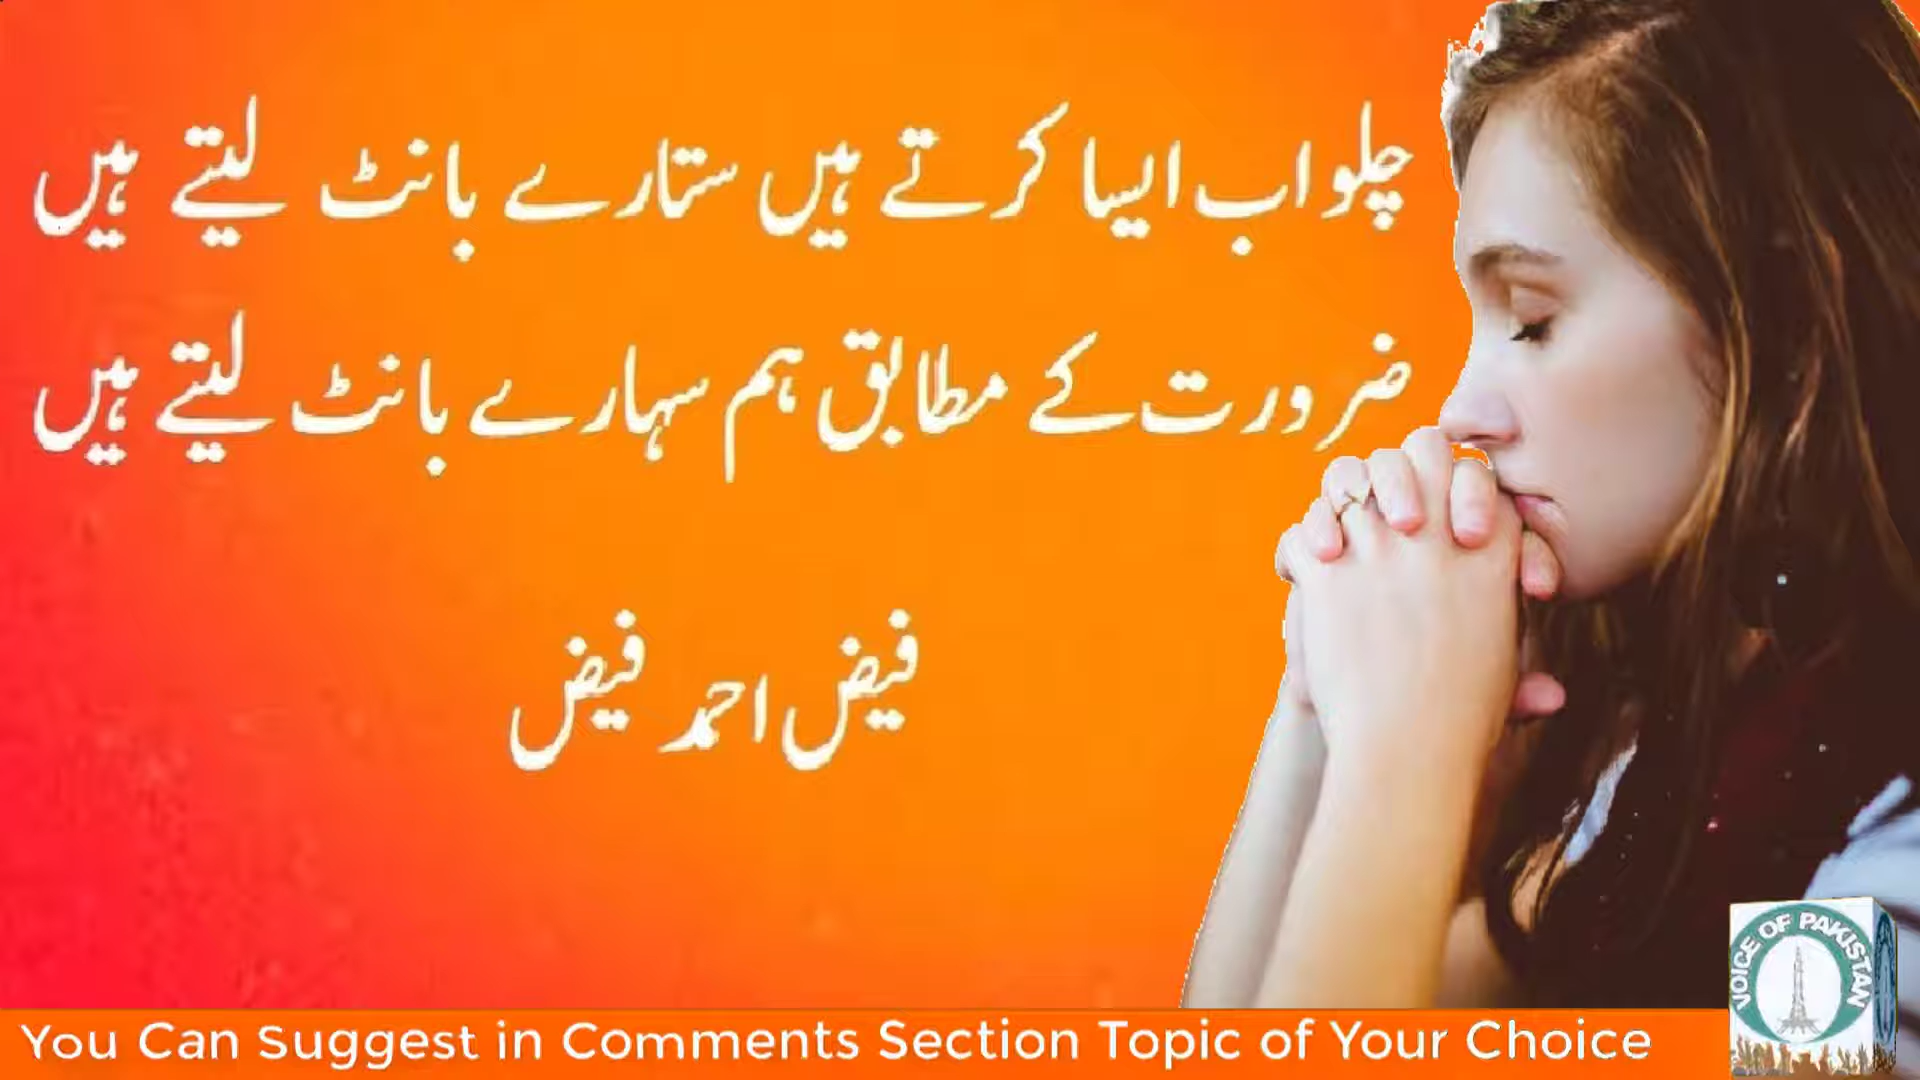 چلو اب ایسا کرتے ہیں ستارے بانٹ لیتے ہیں
ضرورت کے مطابق ہم سہارے بانٹ لیتے ہیں
فیض احمد فیض
VOICE OF PAKISTAN
You Can Suggest in Comments Section Topic of Your Choice